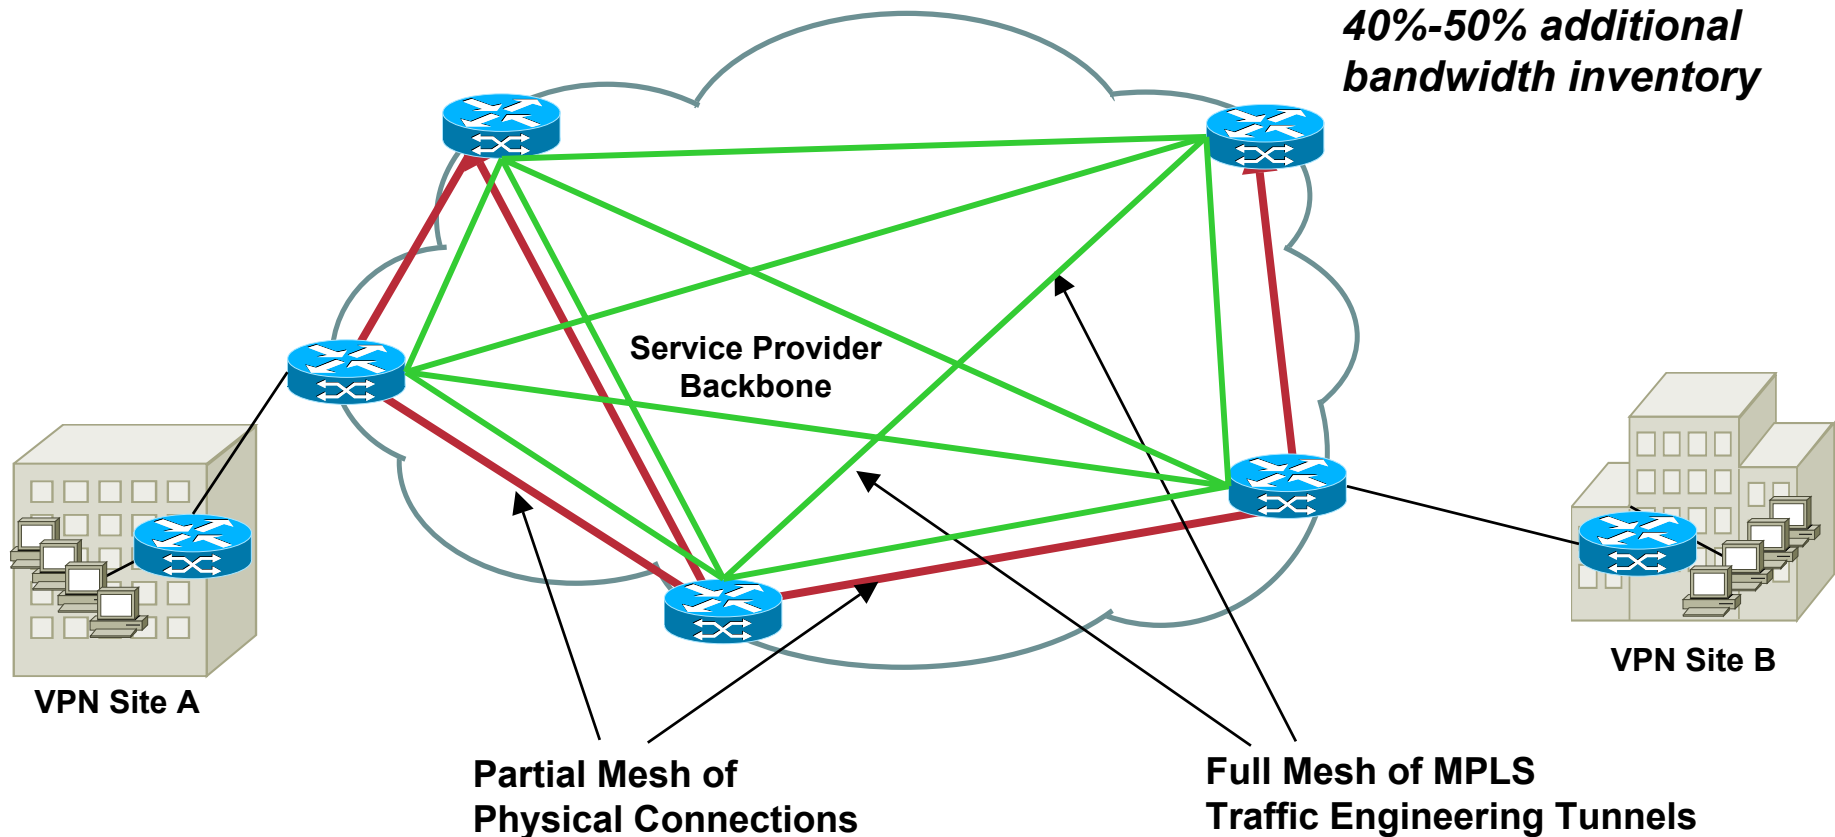 40%-50% additional
bandwidth inventory
Service Provider
Backbone
VPN Site A
VPN Site B
Partial Mesh of
Physical Connections
Full Mesh of MPLS
Traffic Engineering Tunnels